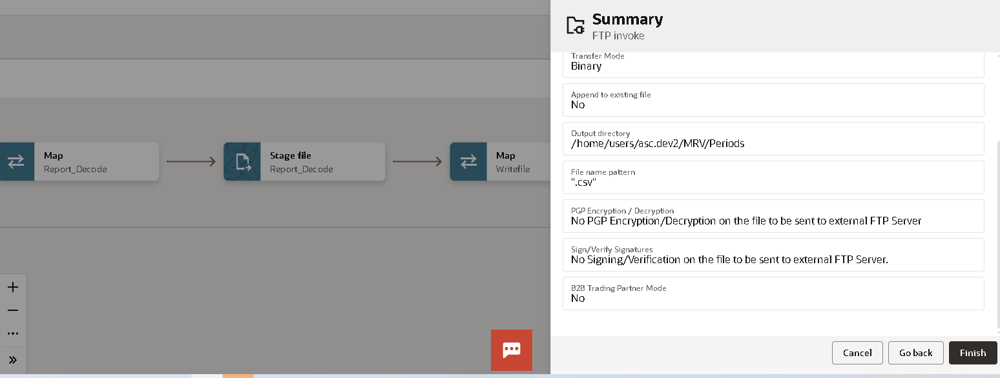 Summary
FTP invoke
Transfer Mode
Binary
Append to existing file
No
Output directory
/home/users/asc.dev2/MRV/Periods
File name pattern
".csv"
PGP Encryption / Decryption
No PGP Encryption/Decryption on the file to be sent to external FTP Server
Sign/Verify Signatures
No Signing/Verification on the file to be sent to external FTP Server.
B2B Trading Partner Mode
No
Cancel
Go back
Finish
Map
Report_Decode
Stage file
Report_Decode
Map
Writefile